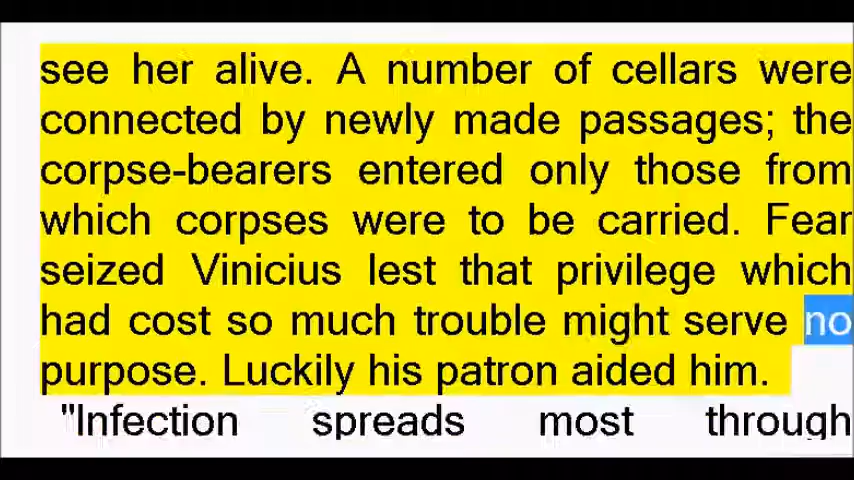 see her alive. A number of cellars were
connected by newly made passages; the
corpse-bearers entered only those from
which corpses were to be carried. Fear
seized Vinicius lest that privilege which
had cost so much trouble might serve no
purpose. Luckily his patron aided him.
"Infection spreads most through